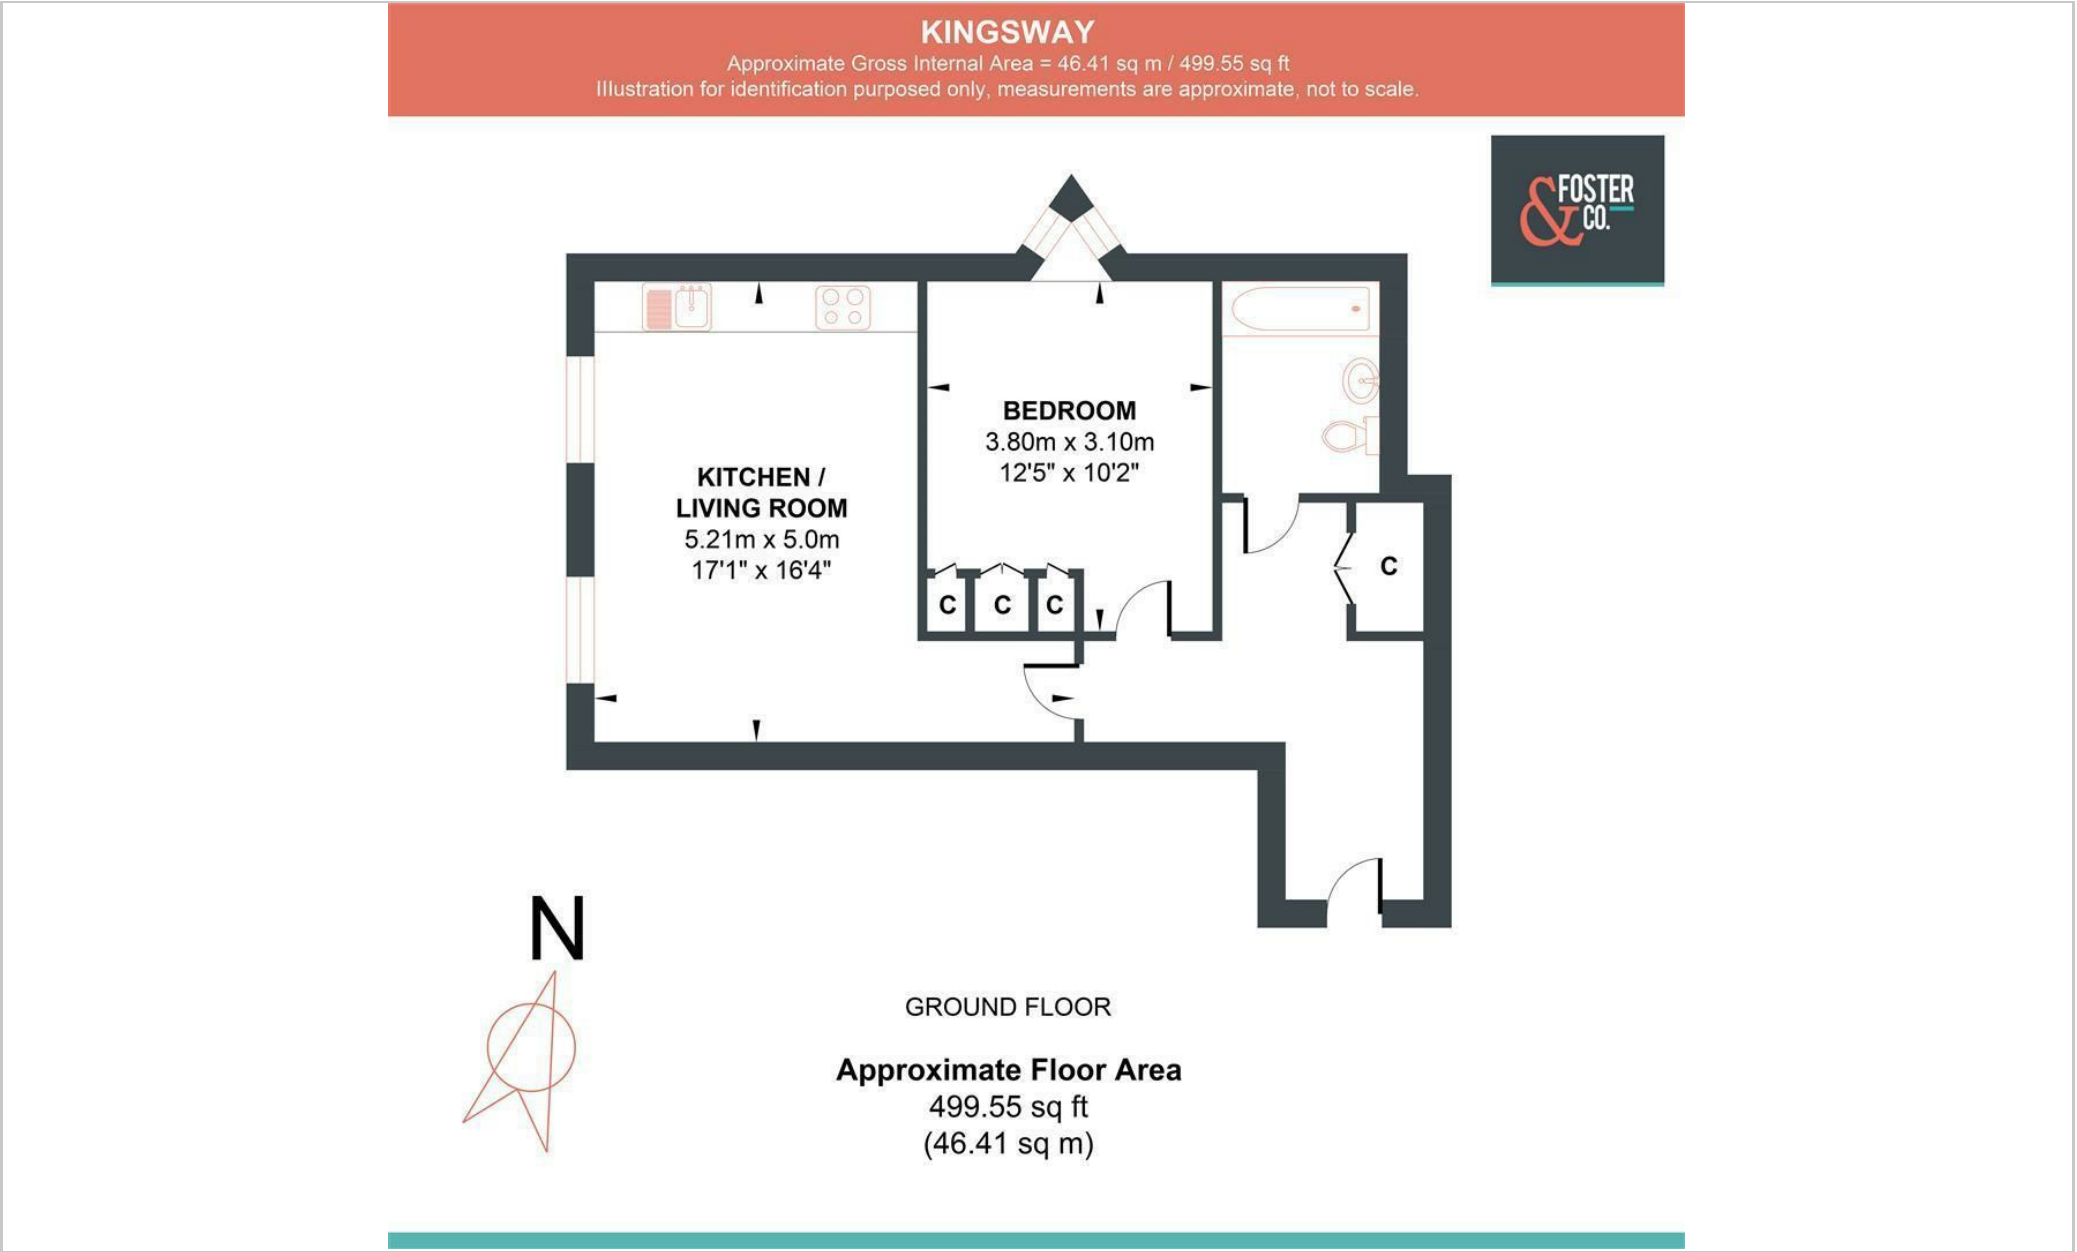 KINGSWAY
Approximate Gross Internal Area = 46.41 sq m / 499.55 sq ft
Illustration for identification purposed only, measurements are approximate, not to scale.
& FOSTER
CO.
BEDROOM
3.80m x 3.10m
12'5" x 10'2"
KITCHEN /
LIVING ROOM
5.21m x 5.0m
17'1" x 16'4"
C
C
C
C
N
GROUND FLOOR
Approximate Floor Area
499.55 sq ft
(46.41 sq m)